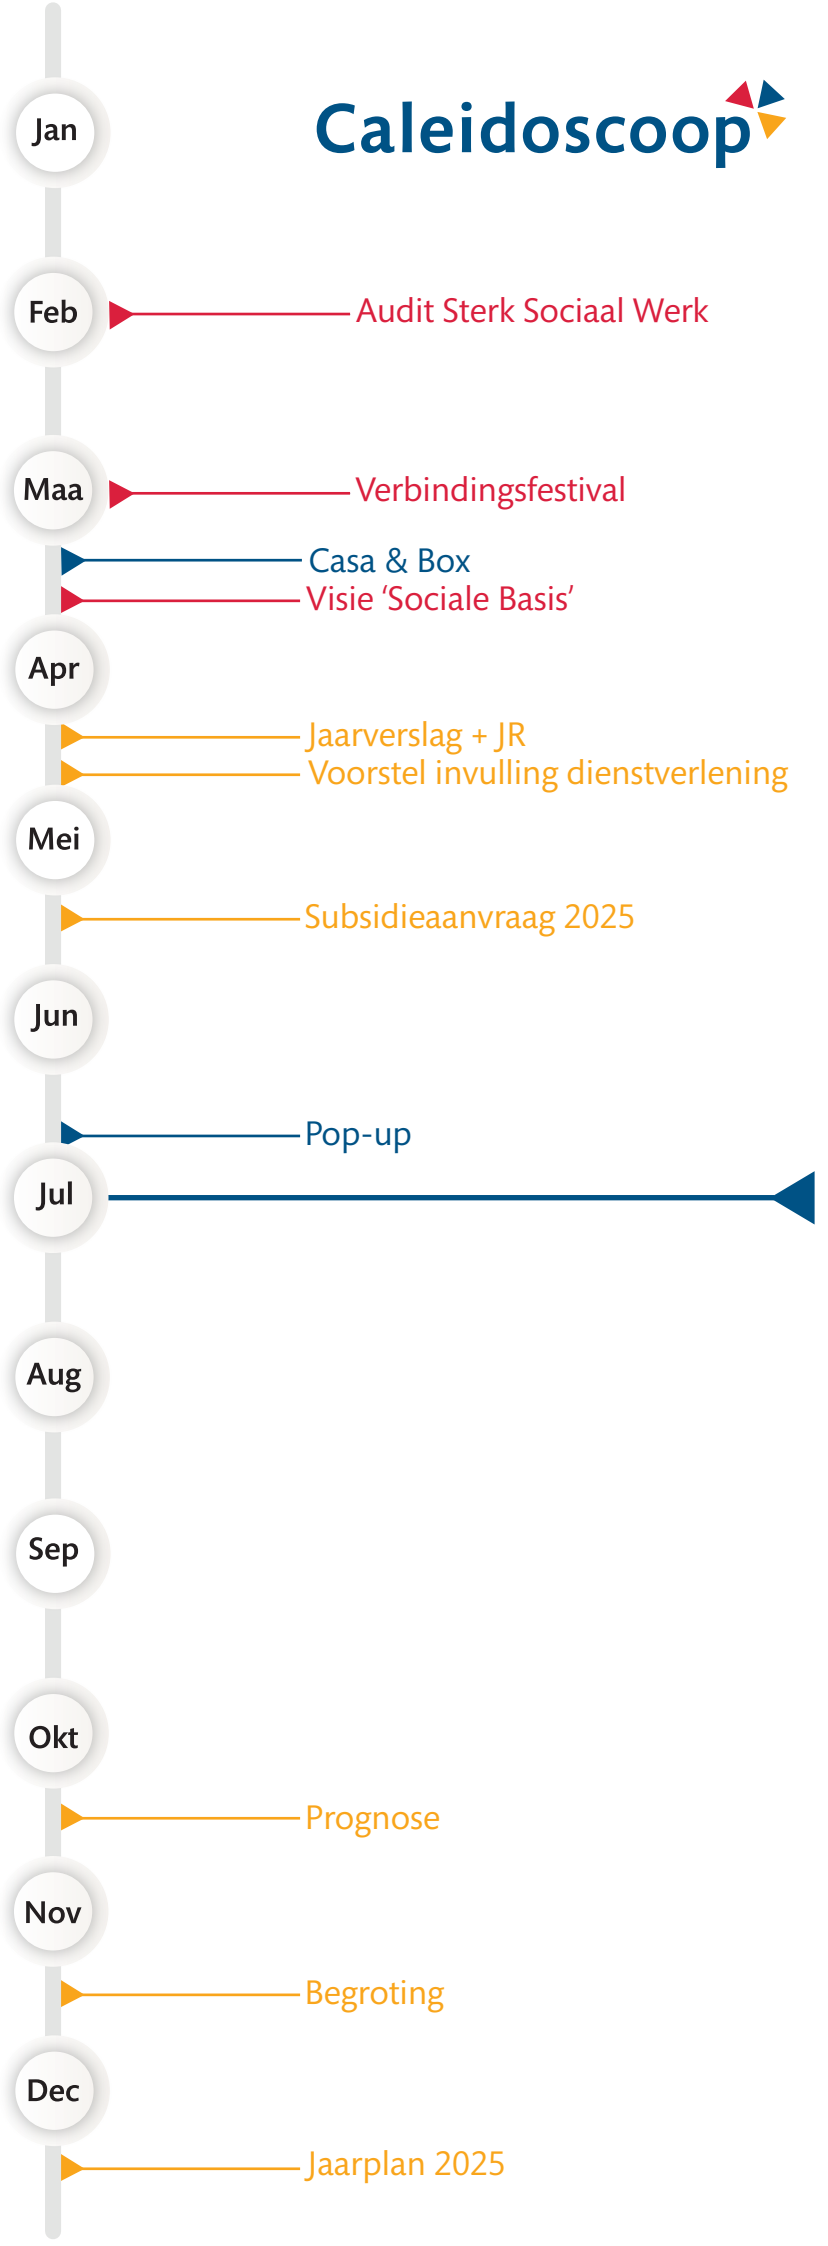 Caleidoscoop
Jan
Feb
Audit Sterk Sociaal Werk
Maa
Verbindingsfestival
Casa & Box
Visie ‘Sociale Basis’
Apr
Jaarverslag + JR
Voorstel invulling dienstverlening
Mei
Subsidieaanvraag 2025
Jun
Pop-up
Jul
Aug
Sep
Okt
Prognose
Nov
Begroting
Dec
Jaarplan 2025